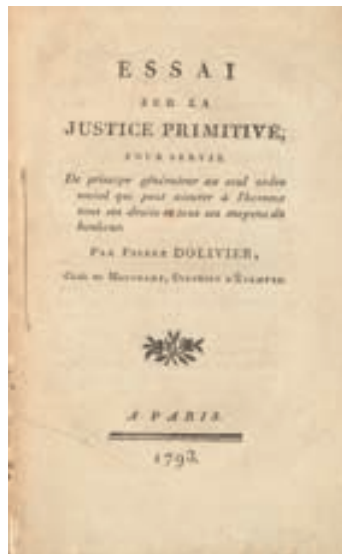 ESSAI
SUR LA
JUSTICE PRIMITIVE,
POUR SERVIR
De principe générateur au seul ordre
social qui peut assurer à l'homme
tous ses droits et tous ses moyens de
bonheur.
PAR PIERRE DOLIVIER,
CURÉ DE MAUCHAMP, DISTRICT D'ÉTAMPES.
A PARIS.
1793.